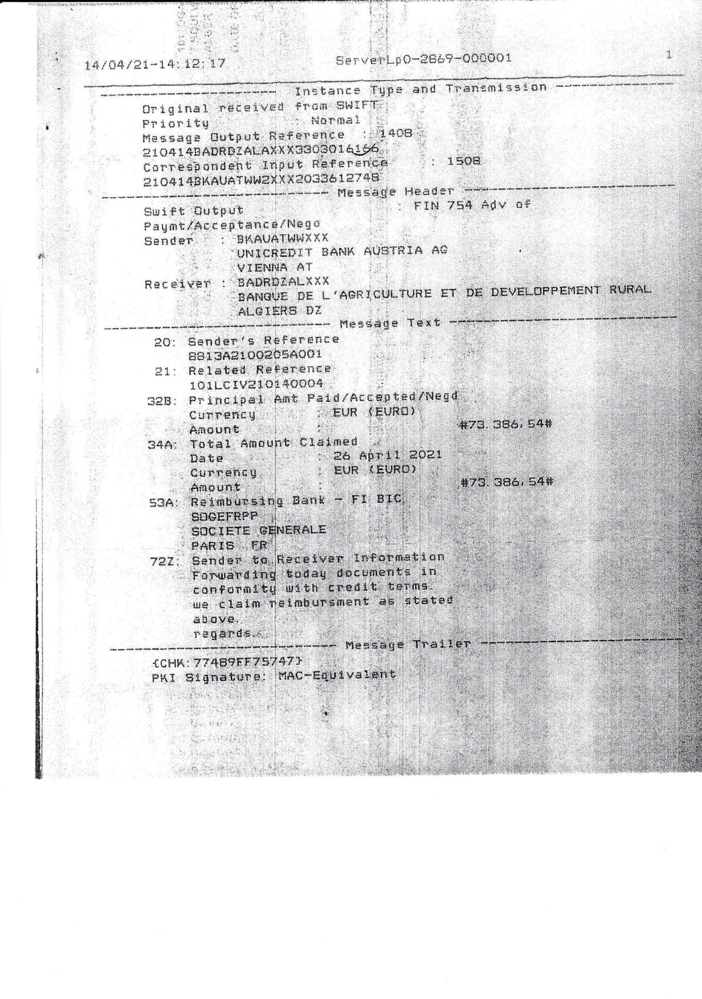 14/04/21-14:12:17 ServerLp0-2869-000001 1
---------------------------- Instance Type and Transmission ----------------
Original received from SWIFT
Priority : Normal
Message Output Reference : 1408
210414BADRDZALAXXX3303016166
Correspondent Input Reference : 1508
210414BKAUATWW2XXX2033612748
---------------------------- Message Header ----------------------------
Swift Output : FIN 754 Adv of
Paymt/Acceptance/Nego
Sender : BKAUATWWXXX
UNICREDIT BANK AUSTRIA AG
VIENNA AT
Receiver : BADRDZALXXX
BANQUE DE L'AGRICULTURE ET DE DEVELOPPEMENT RURAL
ALGIERS DZ
---------------------------- Message Text ----------------------------
20: Sender's Reference
8813A2100205A001
21: Related Reference
101LCIV210140004
32B: Principal Amt Paid/Accepted/Negd
Currency : EUR (EURO)
Amount : #73.386,54#
34A: Total Amount Claimed
Date : 26 April 2021
Currency : EUR (EURO)
Amount : #73.386,54#
53A: Reimbursing Bank - FI BIC
SOGEFRPP
SOCIETE GENERALE
PARIS FR
72Z: Sender to Receiver Information
Forwarding today documents in
conformity with credit terms.
we claim reimbursment as stated
above.
regards.
---------------------------- Message Trailer ----------------------------
{CHK:77489FF75747}
PKI Signature: MAC-Equivalent